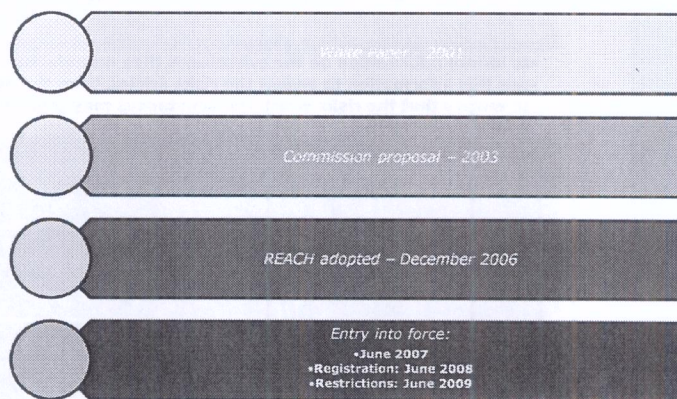 White Paper - 2001
Commission proposal – 2003
REACH adopted – December 2006
Entry into force:
•June 2007
•Registration: June 2008
•Restrictions: June 2009